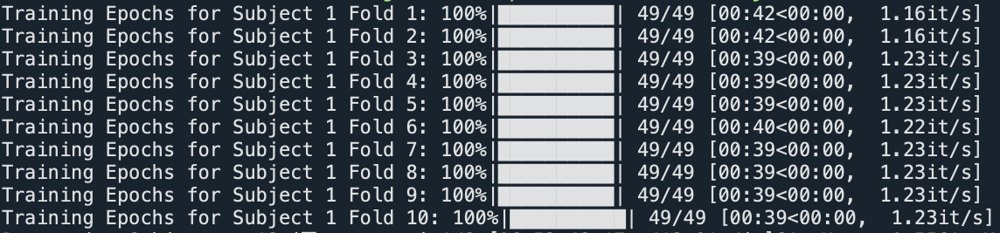 Training Epochs for Subject 1 Fold 1: 100%|██████████| 49/49 [00:42<00:00,  1.16it/s]
Training Epochs for Subject 1 Fold 2: 100%|██████████| 49/49 [00:42<00:00,  1.16it/s]
Training Epochs for Subject 1 Fold 3: 100%|██████████| 49/49 [00:39<00:00,  1.23it/s]
Training Epochs for Subject 1 Fold 4: 100%|██████████| 49/49 [00:39<00:00,  1.23it/s]
Training Epochs for Subject 1 Fold 5: 100%|██████████| 49/49 [00:39<00:00,  1.23it/s]
Training Epochs for Subject 1 Fold 6: 100%|██████████| 49/49 [00:40<00:00,  1.22it/s]
Training Epochs for Subject 1 Fold 7: 100%|██████████| 49/49 [00:39<00:00,  1.23it/s]
Training Epochs for Subject 1 Fold 8: 100%|██████████| 49/49 [00:39<00:00,  1.23it/s]
Training Epochs for Subject 1 Fold 9: 100%|██████████| 49/49 [00:39<00:00,  1.23it/s]
Training Epochs for Subject 1 Fold 10: 100%|██████████| 49/49 [00:39<00:00,  1.23it/s]